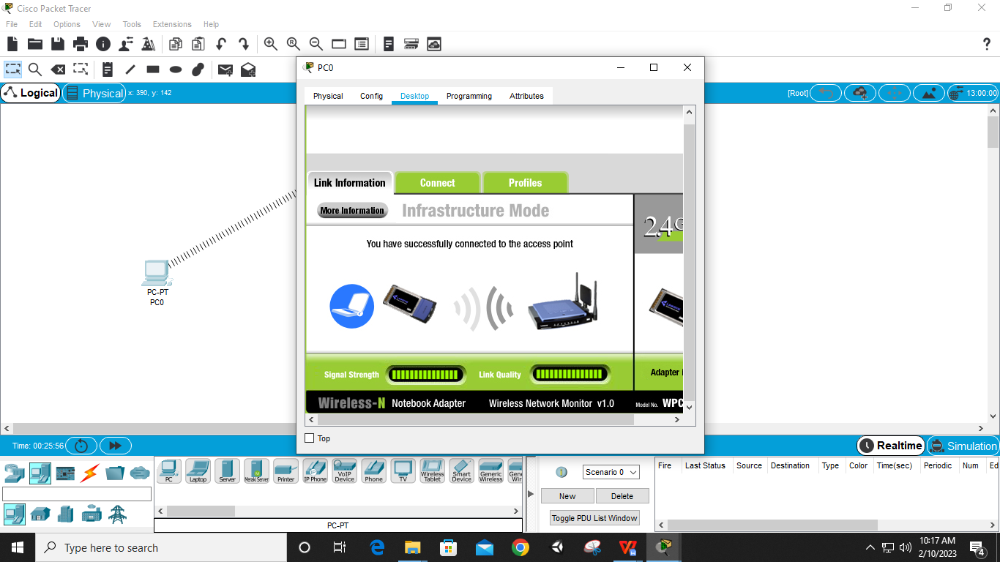 Cisco Packet Tracer
File Edit Options View Tools Extensions Help
PC0
Logical Physical x: 390, y: 142
[Root] 13:00:00
Physical Config Desktop Programming Attributes
Link Information Connect Profiles
More Information Infrastructure Mode
2.4G
You have successfully connected to the access point
PC-PT
PC0
Signal Strength Link Quality Adapter i
Wireless-N Notebook Adapter Wireless Network Monitor v1.0 Model No. WPC
Top
Time: 00:25:56 Realtime Simulation
PC Laptop Server Meraki Server Printer IP Phone VoIP Device Phone TV Wireless Tablet Smart Device Generic Wireless Gene Wir
PC-PT
Scenario 0
New Delete
Toggle PDU List Window
Fire Last Status Source Destination Type Color Time(sec) Periodic Num Edi
Type here to search
10:17 AM
2/10/2023
4